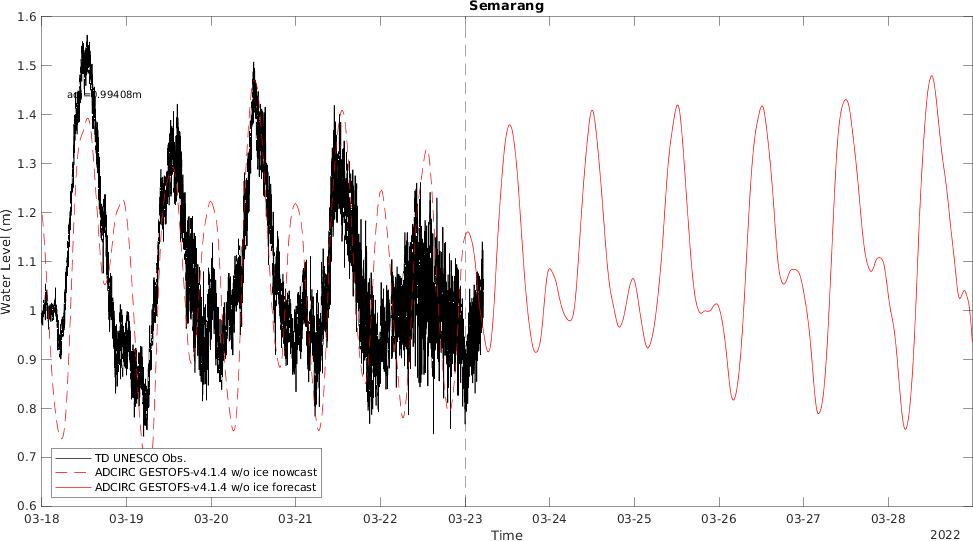 Semarang
1.6
1.5
1.4
1.3
1.2
1.1
1
0.9
0.8
0.7
0.6
Water Level (m)
0.99408m
TD UNESCO Obs.
ADCIRC GESTOFS-v4.1.4 w/o ice nowcast
ADCIRC GESTOFS-v4.1.4 w/o ice forecast
03-18 03-19 03-20 03-21 03-22 03-23 03-24 03-25 03-26 03-27 03-28
Time
2022